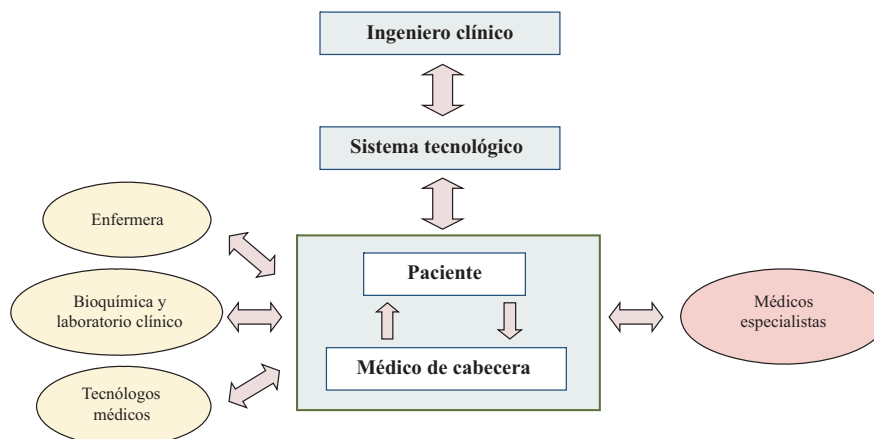 Ingeniero clínico
Sistema tecnológico
Enfermera
Paciente
Bioquímica y
laboratorio clínico
Médicos
especialistas
Médico de cabecera
Tecnólogos
médicos